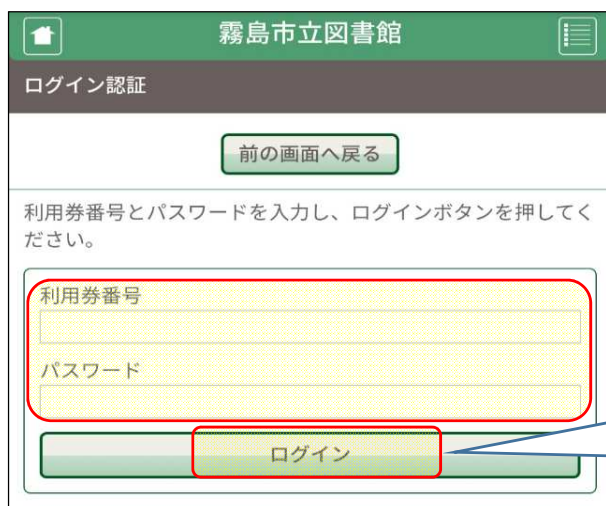 霧島市立図書館
ログイン認証
前の画面へ戻る
利用券番号とパスワードを入力し、ログインボタンを押してく
ださい。
利用券番号
パスワード
ログイン